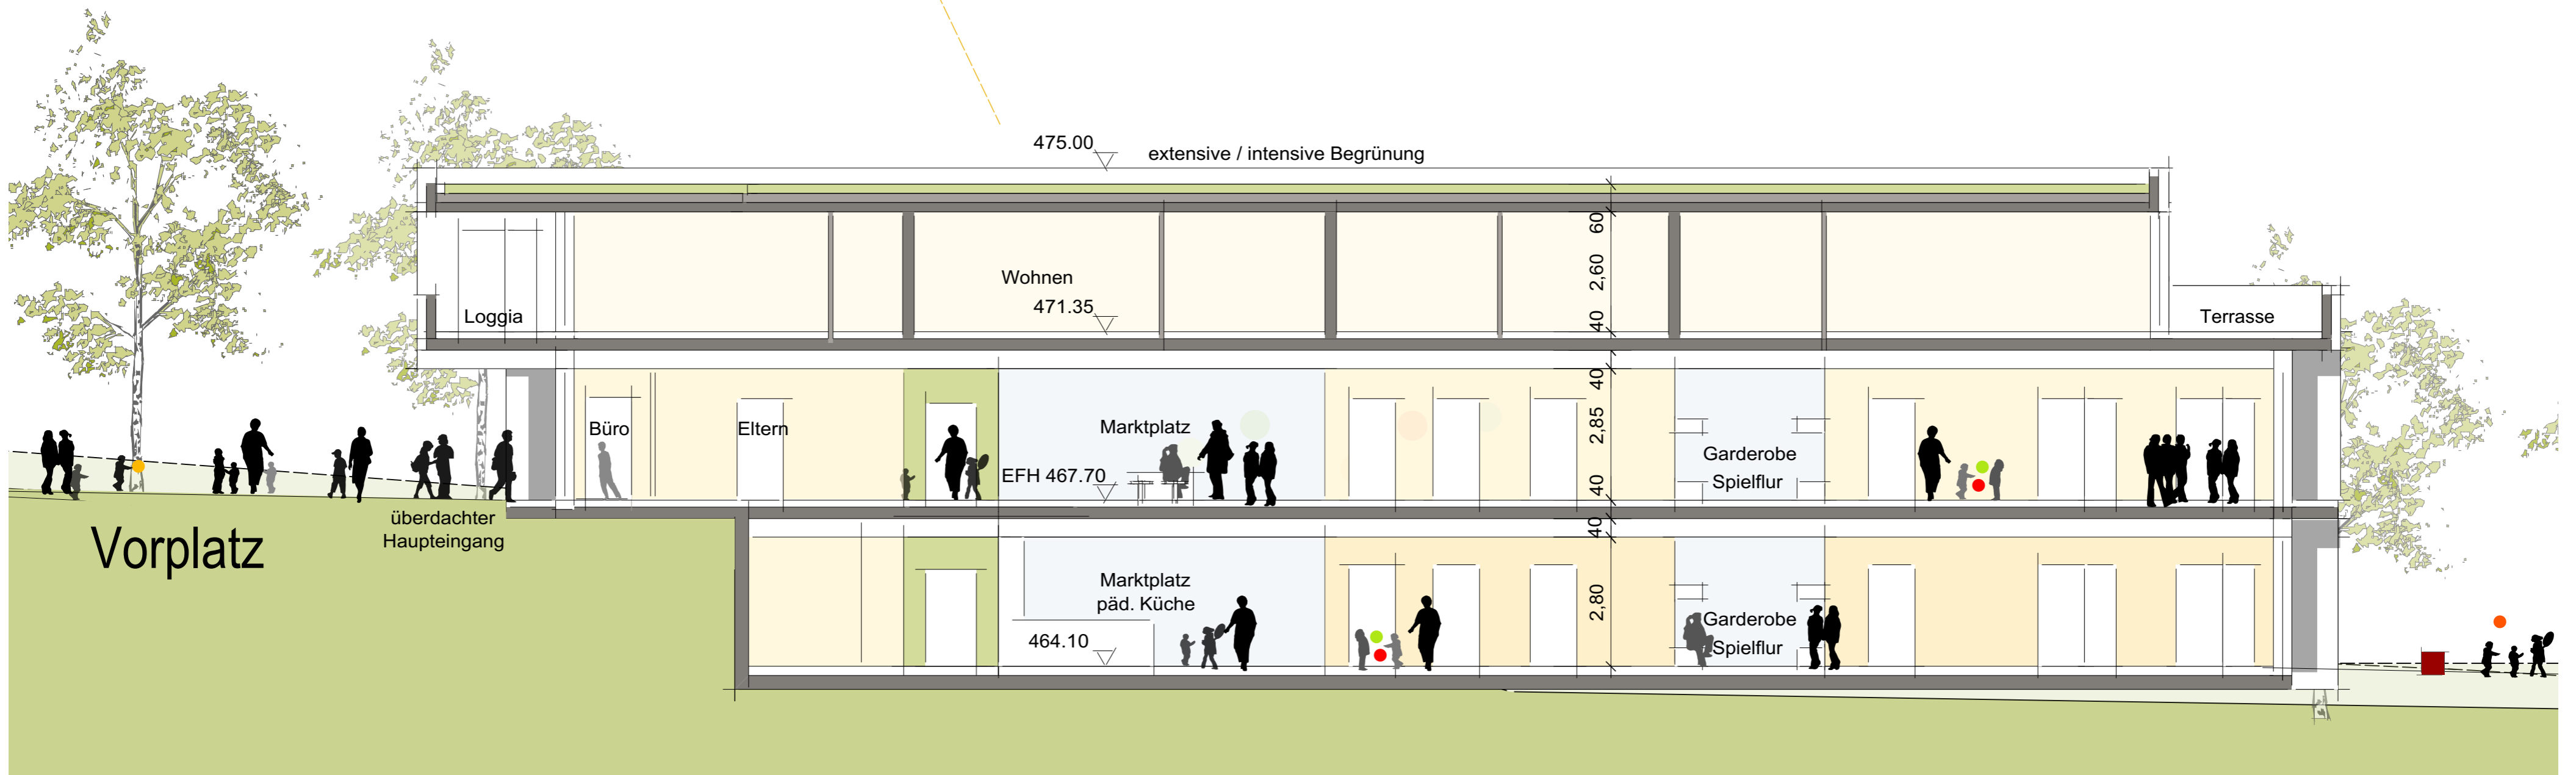 475.00
extensive / intensive Begrünung
60
Wohnen
2,60
471.35
Loggia
40
Terrasse
40
Büro
Eltern
Marktplatz
2,85
Garderobe
Spielflur
EFH 467.70
40
Vorplatz
überdachter
Haupteingang
40
Marktplatz
päd. Küche
2,80
Garderobe
Spielflur
464.10